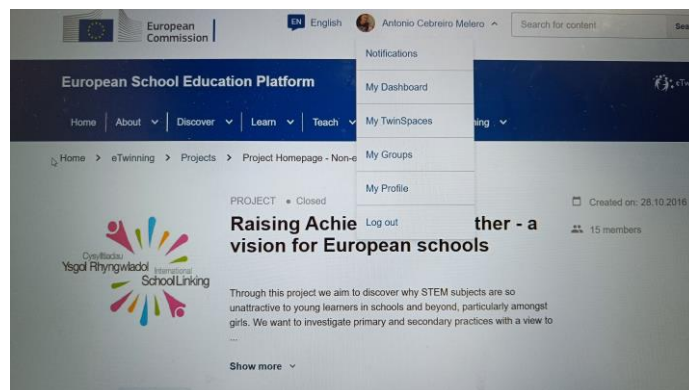 European
Commission
EN English
Antonio Cebreiro Melero
Search for content
Sea
Notifications
European School Education Platform
My Dashboard
Home
About
Discover
Learn
Teach
My TwinSpaces
ning
Home > eTwinning > Projects > Project Homepage - Non-e
My Groups
My Profile
PROJECT • Closed
Created on: 28.10.2016
Log out
Raising Achie
ther - a
15 members
vision for European schools
Cysylltiadau
Ysgol Rhyngwladol
International
School Linking
Through this project we aim to discover why STEM subjects are so
unattractive to young learners in schools and beyond, particularly amongst
girls. We want to investigate primary and secondary practices with a view to
...
Show more